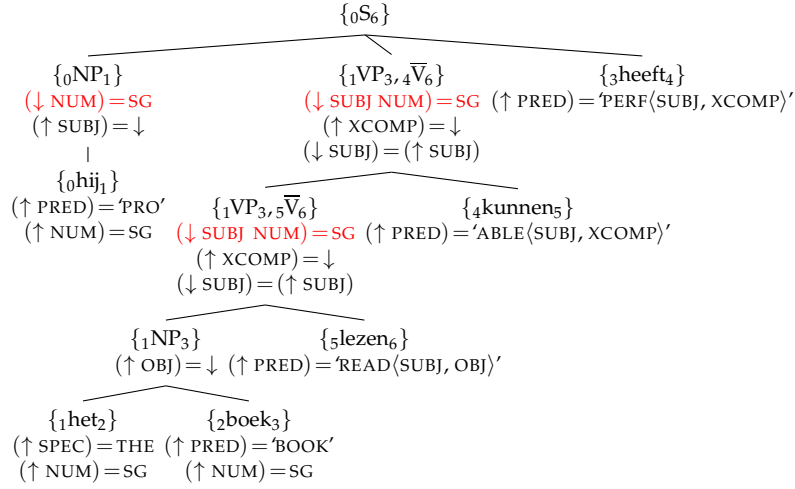 {₀S₆}
{₀NP₁} {₁VP₃, ₄V̅₆} {₃heeft₄}
(↓ NUM) = SG (↓ SUBJ NUM) = SG (↑ PRED) = ‘PERF⟨SUBJ, XCOMP⟩’
(↑ SUBJ) = ↓ (↑ XCOMP) = ↓
(↓ SUBJ) = (↑ SUBJ)
{₀hij₁} {₁VP₃, ₅V̅₆} {₄kunnen₅}
(↑ PRED) = ‘PRO’ (↓ SUBJ NUM) = SG (↑ PRED) = ‘ABLE⟨SUBJ, XCOMP⟩’
(↑ NUM) = SG (↑ XCOMP) = ↓
(↓ SUBJ) = (↑ SUBJ)
{₁NP₃} {₅lezen₆}
(↑ OBJ) = ↓ (↑ PRED) = ‘READ⟨SUBJ, OBJ⟩’
{₁het₂} {₂boek₃}
(↑ SPEC) = THE (↑ PRED) = ‘BOOK’
(↑ NUM) = SG (↑ NUM) = SG